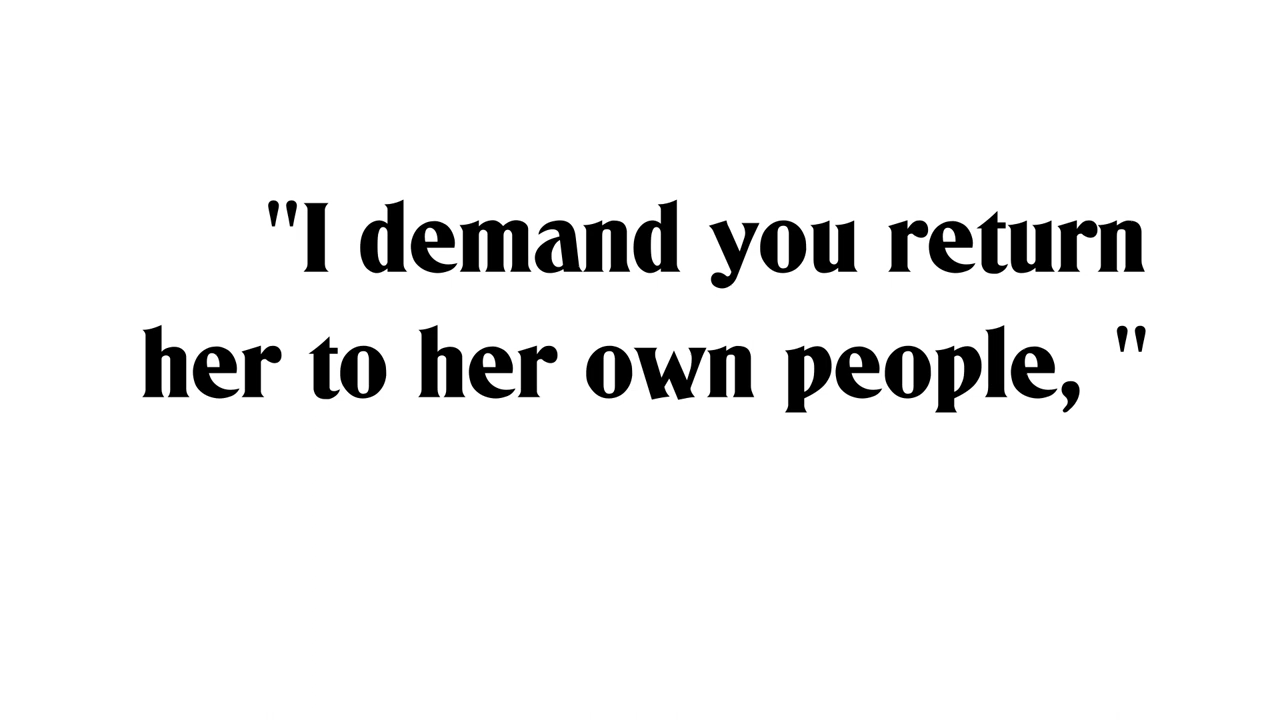 "I demand you return
her to her own people, "